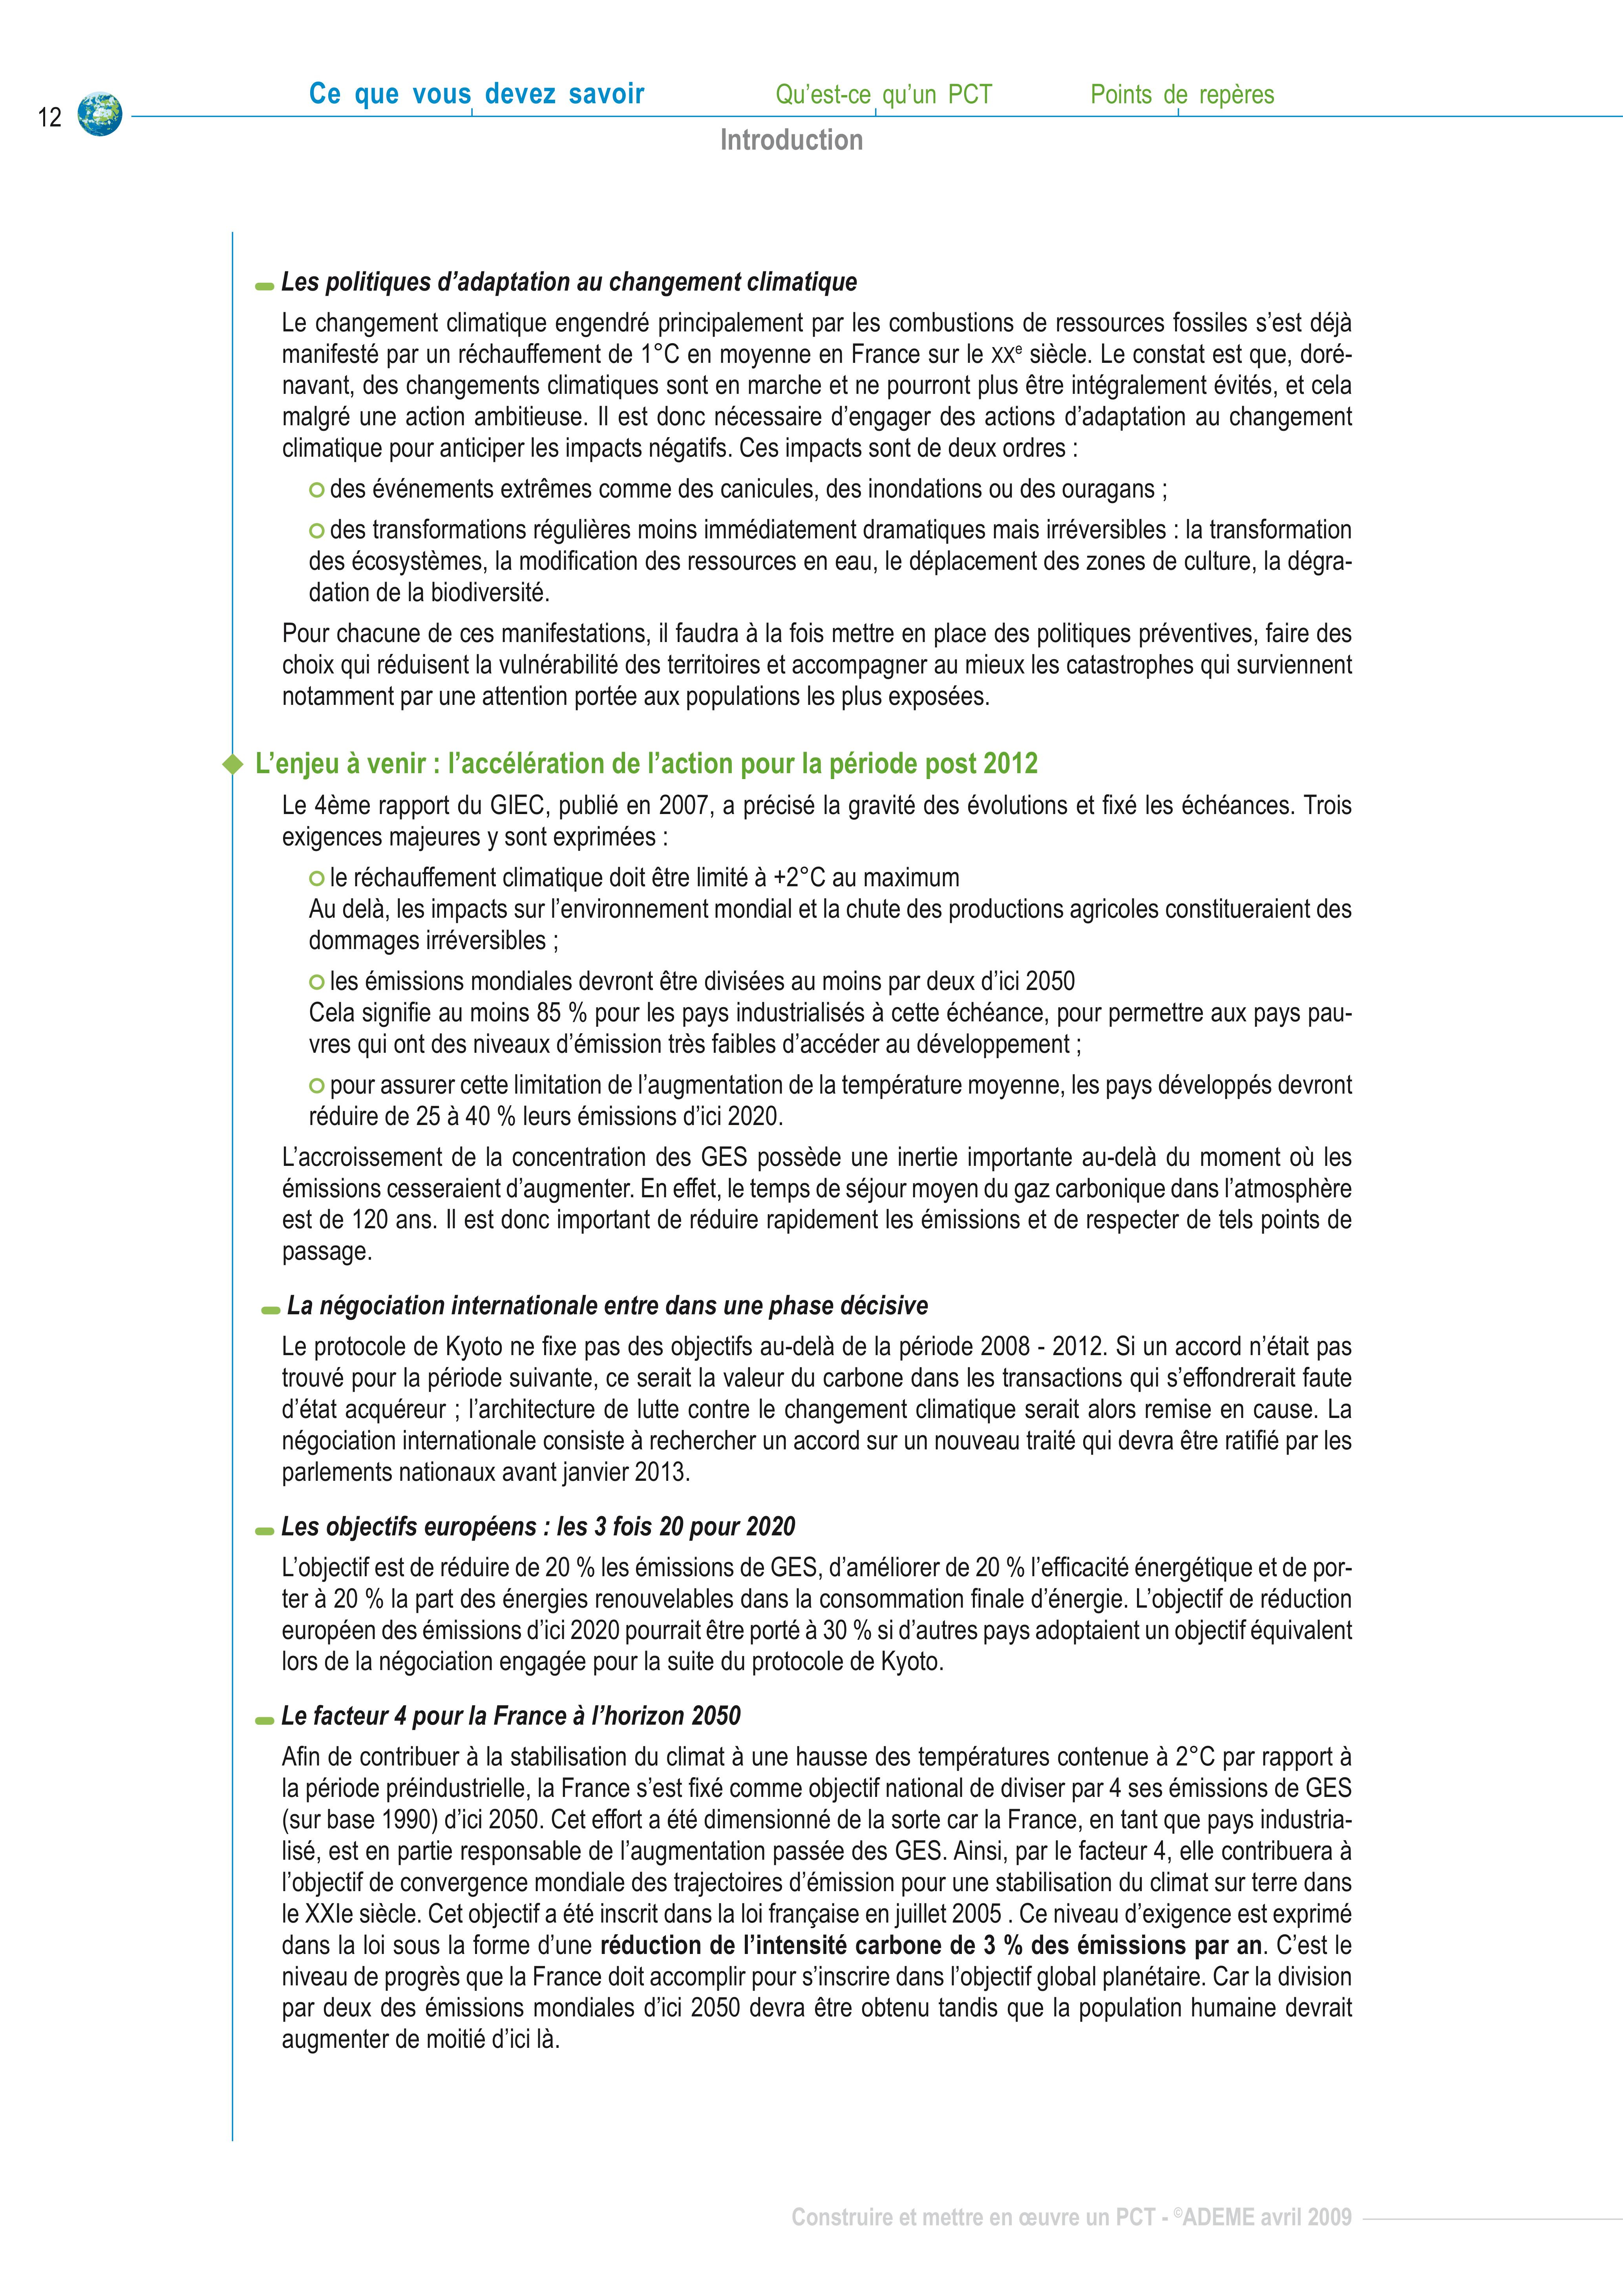 12
Ce que vous devez savoir
Qu’est-ce qu’un PCT
Points de repères
Introduction
Les politiques d’adaptation au changement climatique
Le changement climatique engendré principalement par les combustions de ressources fossiles s’est déjà
manifesté par un réchauffement de 1°C en moyenne en France sur le XXe siècle. Le constat est que, doré-
navant, des changements climatiques sont en marche et ne pourront plus être intégralement évités, et cela
malgré une action ambitieuse. Il est donc nécessaire d’engager des actions d’adaptation au changement
climatique pour anticiper les impacts négatifs. Ces impacts sont de deux ordres :
des événements extrêmes comme des canicules, des inondations ou des ouragans ;
des transformations régulières moins immédiatement dramatiques mais irréversibles : la transformation
des écosystèmes, la modification des ressources en eau, le déplacement des zones de culture, la dégra-
dation de la biodiversité.
Pour chacune de ces manifestations, il faudra à la fois mettre en place des politiques préventives, faire des
choix qui réduisent la vulnérabilité des territoires et accompagner au mieux les catastrophes qui surviennent
notamment par une attention portée aux populations les plus exposées.
L’enjeu à venir : l’accélération de l’action pour la période post 2012
Le 4ème rapport du GIEC, publié en 2007, a précisé la gravité des évolutions et fixé les échéances. Trois
exigences majeures y sont exprimées :
le réchauffement climatique doit être limité à +2°C au maximum
Au delà, les impacts sur l’environnement mondial et la chute des productions agricoles constitueraient des
dommages irréversibles ;
les émissions mondiales devront être divisées au moins par deux d’ici 2050
Cela signifie au moins 85 % pour les pays industrialisés à cette échéance, pour permettre aux pays pau-
vres qui ont des niveaux d’émission très faibles d’accéder au développement ;
pour assurer cette limitation de l’augmentation de la température moyenne, les pays développés devront
réduire de 25 à 40 % leurs émissions d’ici 2020.
L’accroissement de la concentration des GES possède une inertie importante au-delà du moment où les
émissions cesseraient d’augmenter. En effet, le temps de séjour moyen du gaz carbonique dans l’atmosphère
est de 120 ans. Il est donc important de réduire rapidement les émissions et de respecter de tels points de
passage.
La négociation internationale entre dans une phase décisive
Le protocole de Kyoto ne fixe pas des objectifs au-delà de la période 2008 - 2012. Si un accord n’était pas
trouvé pour la période suivante, ce serait la valeur du carbone dans les transactions qui s’effondrerait faute
d’état acquéreur ; l’architecture de lutte contre le changement climatique serait alors remise en cause. La
négociation internationale consiste à rechercher un accord sur un nouveau traité qui devra être ratifié par les
parlements nationaux avant janvier 2013.
Les objectifs européens : les 3 fois 20 pour 2020
L’objectif est de réduire de 20 % les émissions de GES, d’améliorer de 20 % l’efficacité énergétique et de por-
ter à 20 % la part des énergies renouvelables dans la consommation finale d’énergie. L’objectif de réduction
européen des émissions d’ici 2020 pourrait être porté à 30 % si d’autres pays adoptaient un objectif équivalent
lors de la négociation engagée pour la suite du protocole de Kyoto.
Le facteur 4 pour la France à l’horizon 2050
Afin de contribuer à la stabilisation du climat à une hausse des températures contenue à 2°C par rapport à
la période préindustrielle, la France s’est fixé comme objectif national de diviser par 4 ses émissions de GES
(sur base 1990) d’ici 2050. Cet effort a été dimensionné de la sorte car la France, en tant que pays industria-
lisé, est en partie responsable de l’augmentation passée des GES. Ainsi, par le facteur 4, elle contribuera à
l’objectif de convergence mondiale des trajectoires d’émission pour une stabilisation du climat sur terre dans
le XXIe siècle. Cet objectif a été inscrit dans la loi française en juillet 2005 . Ce niveau d’exigence est exprimé
dans la loi sous la forme d’une réduction de l’intensité carbone de 3 % des émissions par an. C’est le
niveau de progrès que la France doit accomplir pour s’inscrire dans l’objectif global planétaire. Car la division
par deux des émissions mondiales d’ici 2050 devra être obtenu tandis que la population humaine devrait
augmenter de moitié d’ici là.
Construire et mettre en œuvre un PCT - ©ADEME avril 2009